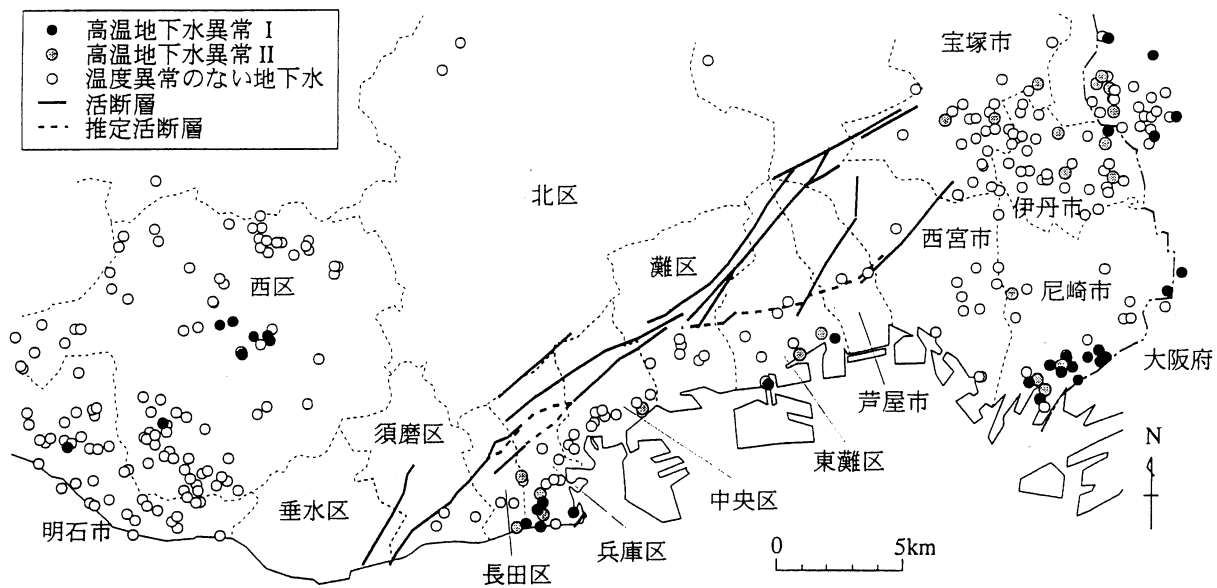 高温地下水異常 I
高温地下水異常 II
温度異常のない地下水
活断層
推定活断層
宝塚市
北区
伊丹市
西宮市
灘区
西区
尼崎市
大阪府
芦屋市
須磨区
東灘区
N
中央区
垂水区
明石市
兵庫区
0 5km
長田区